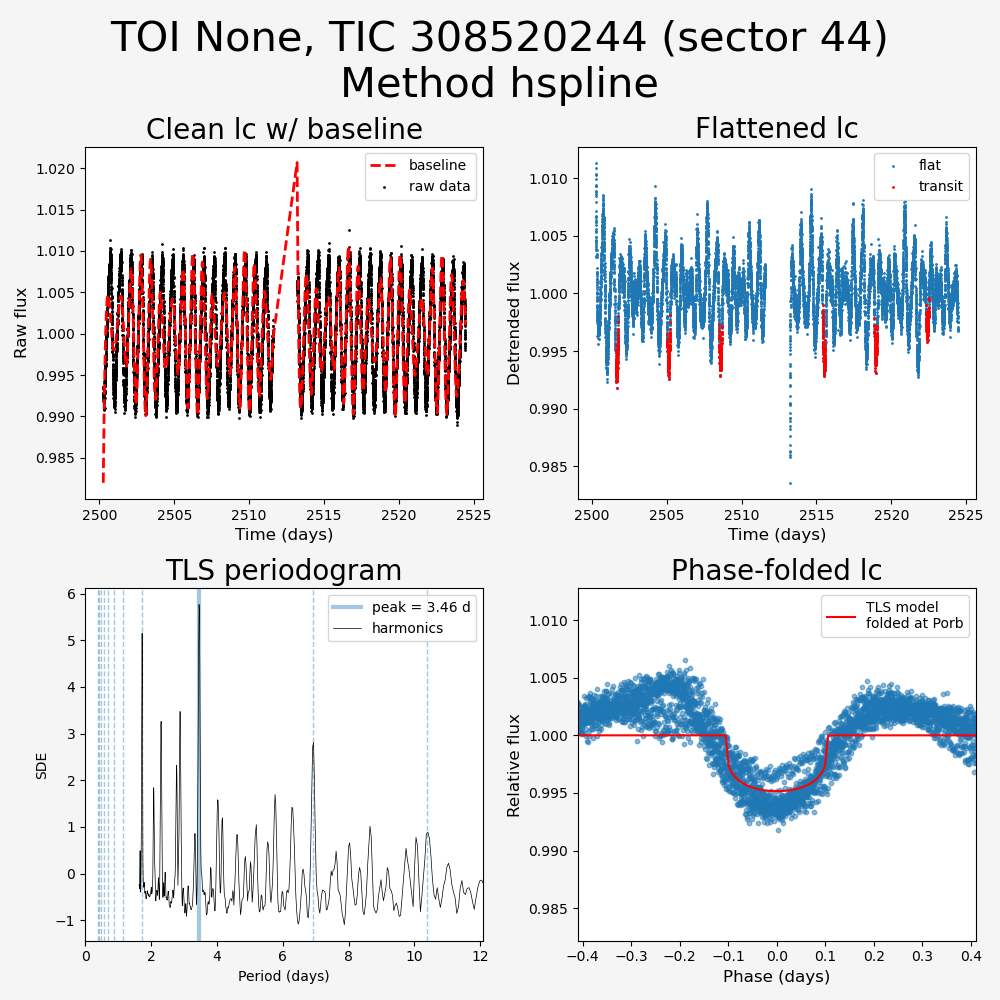 TOI None, TIC 308520244 (sector 44)
Method hspline
Clean lc w/ baseline
baseline
raw data
1.020
1.015
1.010
1.005
1.000
0.995
0.990
0.985
Raw flux
2500
2505
2510
2515
2520
2525
Time (days)
Flattened lc
flat
transit
1.010
1.005
1.000
0.995
0.990
0.985
Detrended flux
2500
2505
2510
2515
2520
2525
Time (days)
TLS periodogram
peak = 3.46 d
harmonics
6
5
4
3
2
1
0
−1
SDE
0
2
4
6
8
10
12
Period (days)
Phase-folded lc
TLS model
folded at Porb
1.010
1.005
1.000
0.995
0.990
0.985
Relative flux
−0.4
−0.3
−0.2
−0.1
0.0
0.1
0.2
0.3
0.4
Phase (days)